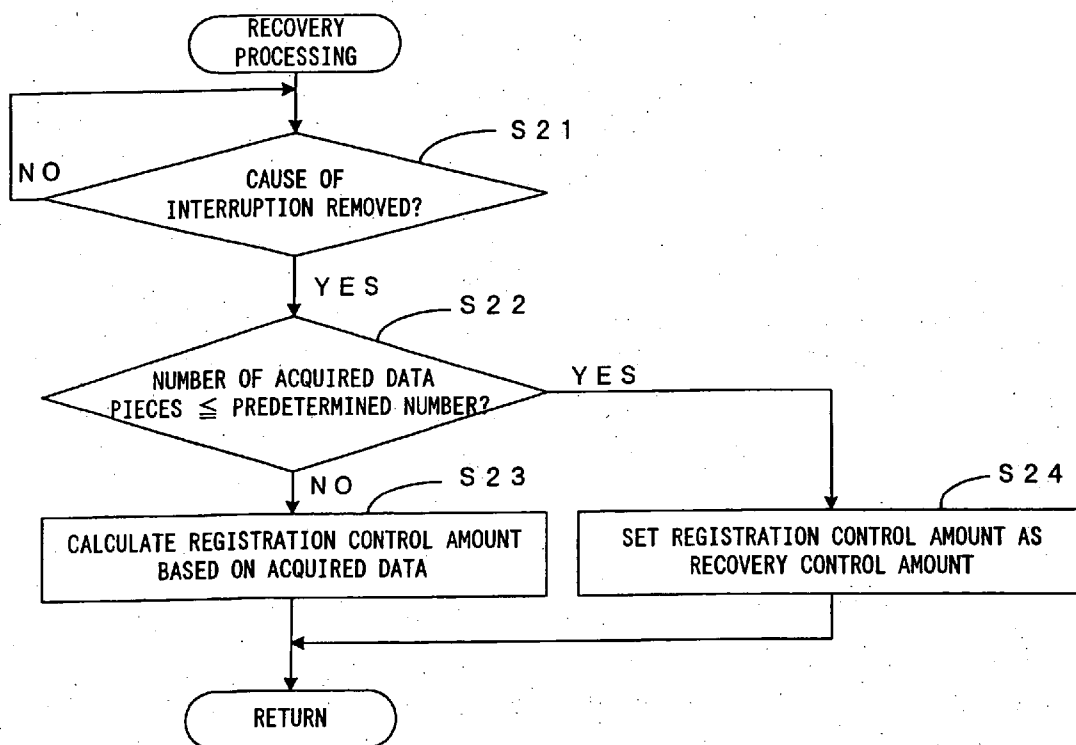 RECOVERY
PROCESSING
S21
NO
CAUSE OF
INTERRUPTION REMOVED?
YES
S22
NUMBER OF ACQUIRED DATA
PIECES ≦ PREDETERMINED NUMBER?
YES
NO
S23
S24
CALCULATE REGISTRATION CONTROL AMOUNT
BASED ON ACQUIRED DATA
SET REGISTRATION CONTROL AMOUNT AS
RECOVERY CONTROL AMOUNT
RETURN